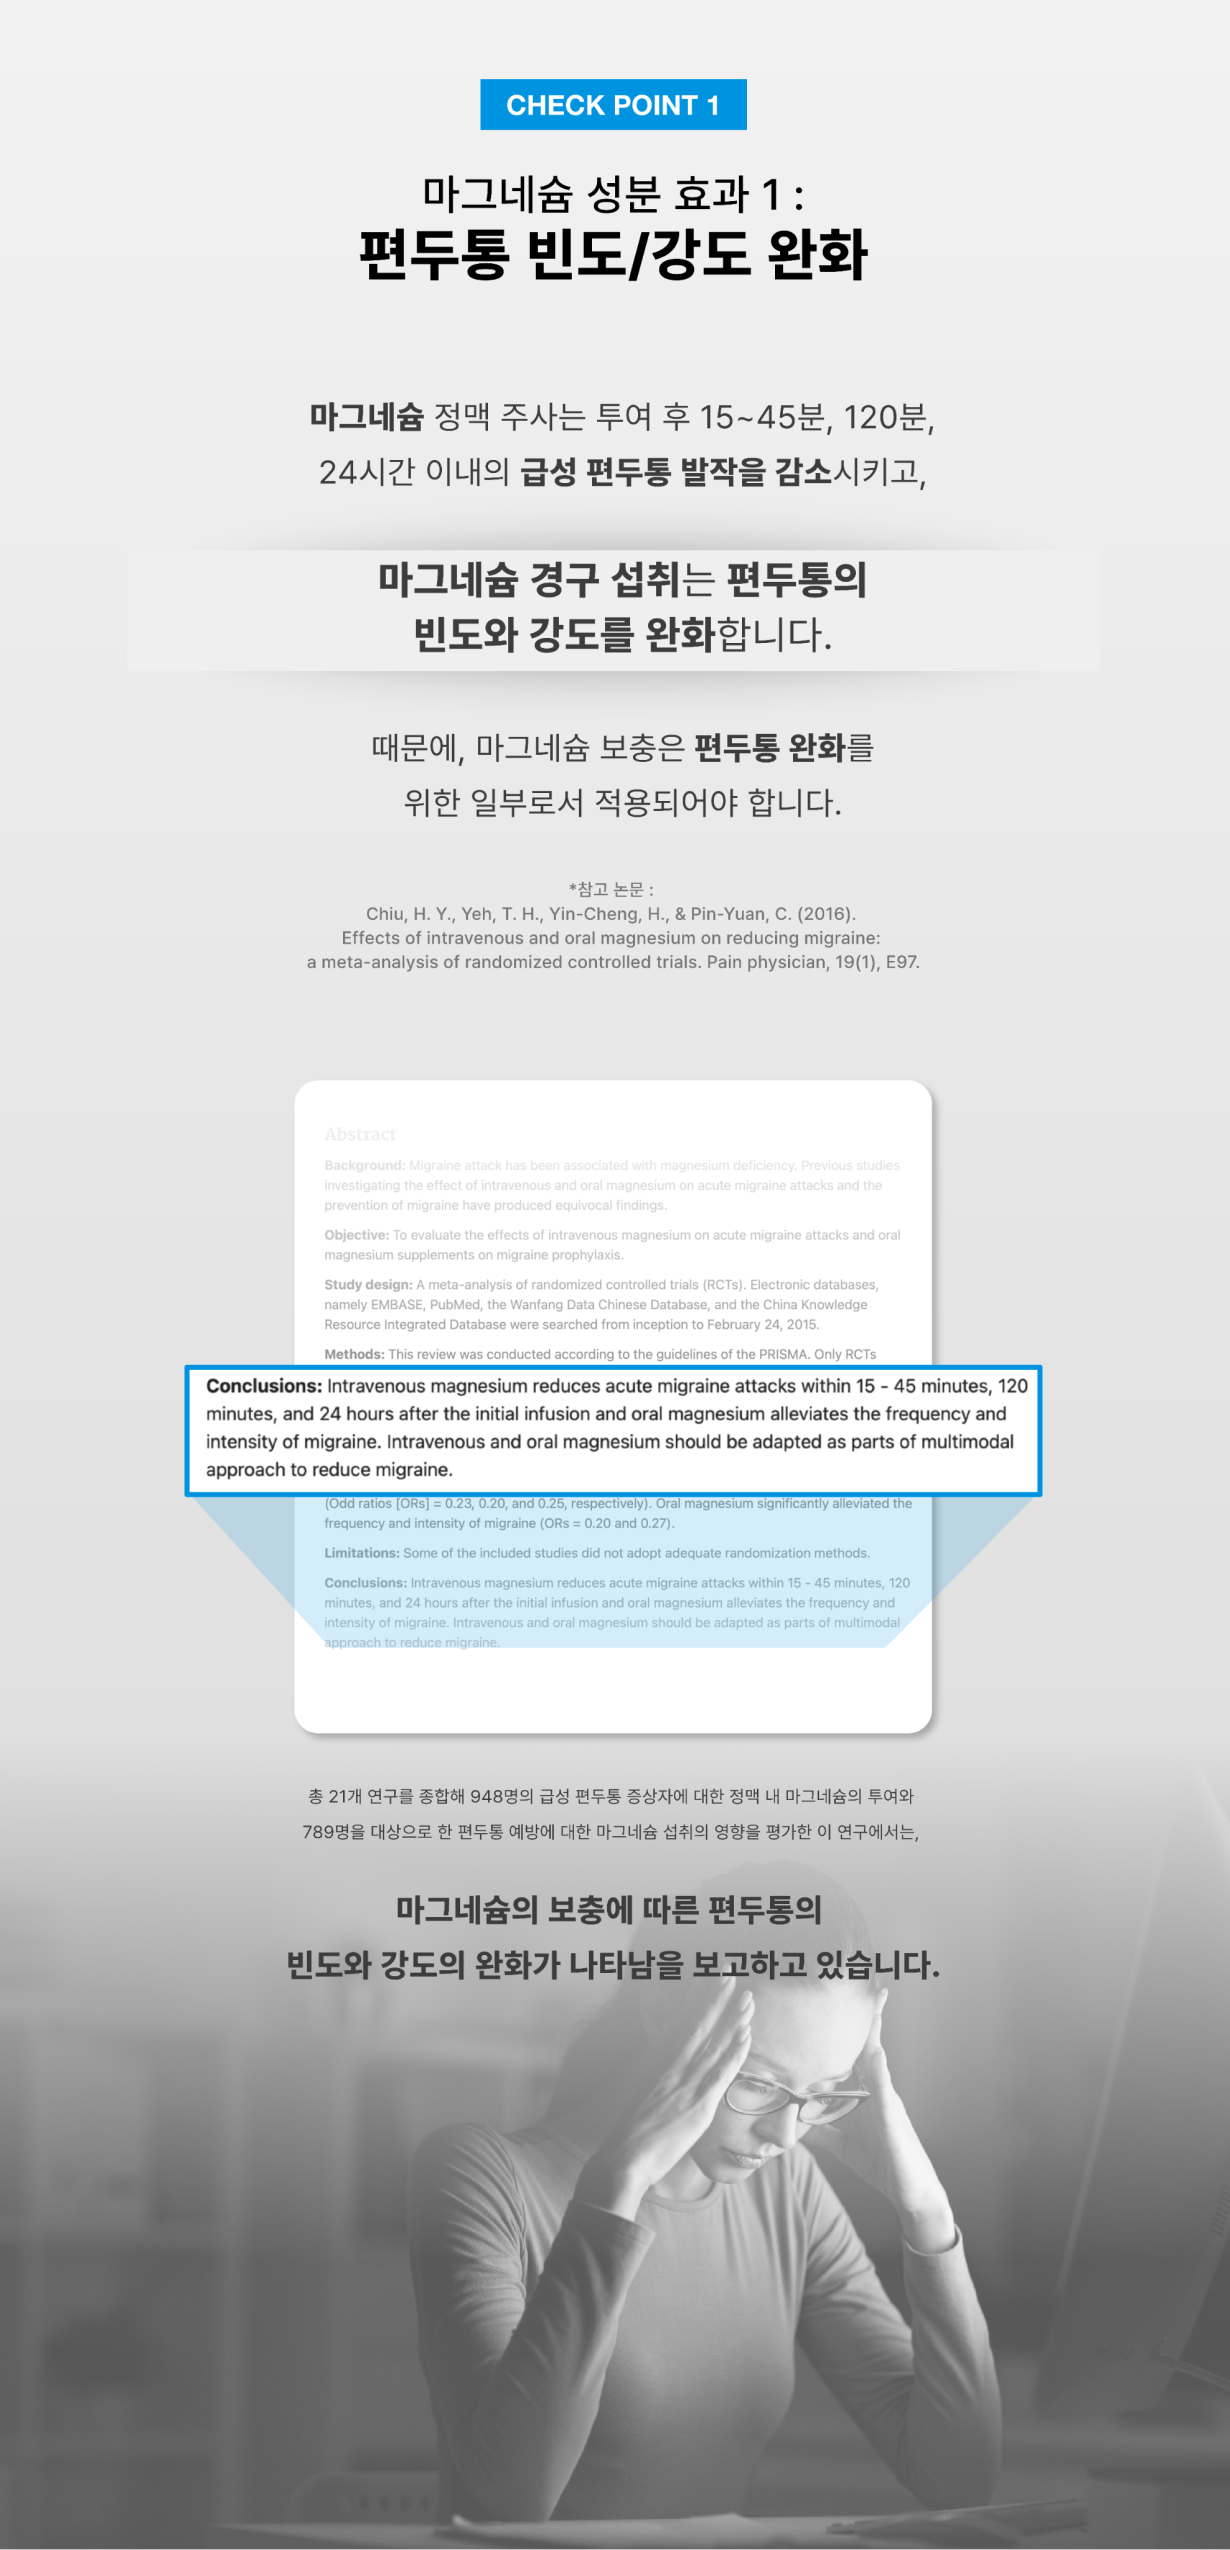 CHECK POINT 1
마그네슘 성분 효과 1 :
편두통 빈도/강도 완화
마그네슘 정맥 주사는 투여 후 15~45분, 120분,
24시간 이내의 급성 편두통 발작을 감소시키고,
마그네슘 경구 섭취는 편두통의
빈도와 강도를 완화합니다.
때문에, 마그네슘 보충은 편두통 완화를
위한 일부로서 적용되어야 합니다.
*참고 논문 :
Chiu, H. Y., Yeh, T. H., Yin-Cheng, H., & Pin-Yuan, C. (2016).
Effects of intravenous and oral magnesium on reducing migraine:
a meta-analysis of randomized controlled trials. Pain physician, 19(1), E97.
Abstract
Background: Migraine attack has been associated with magnesium deficiency. Previous studies
investigating the effect of intravenous and oral magnesium on acute migraine attacks and the
prevention of migraine have produced equivocal findings.
Objective: To evaluate the effects of intravenous magnesium on acute migraine attacks and oral
magnesium supplements on migraine prophylaxis.
Study design: A meta-analysis of randomized controlled trials (RCTs). Electronic databases,
namely EMBASE, PubMed, the Wanfang Data Chinese Database, and the China Knowledge
Resource Integrated Database were searched from inception to February 24, 2015.
Methods: This review was conducted according to the guidelines of the PRISMA. Only RCTs
Conclusions: Intravenous magnesium reduces acute migraine attacks within 15 - 45 minutes, 120
minutes, and 24 hours after the initial infusion and oral magnesium alleviates the frequency and
intensity of migraine. Intravenous and oral magnesium should be adapted as parts of multimodal
approach to reduce migraine.
(Odd ratios [ORs] = 0.23, 0.20, and 0.25, respectively). Oral magnesium significantly alleviated the
frequency and intensity of migraine (ORs = 0.20 and 0.27).
Limitations: Some of the included studies did not adopt adequate randomization methods.
Conclusions: Intravenous magnesium reduces acute migraine attacks within 15 - 45 minutes, 120
minutes, and 24 hours after the initial infusion and oral magnesium alleviates the frequency and
intensity of migraine. Intravenous and oral magnesium should be adapted as parts of multimodal
approach to reduce migraine.
총 21개 연구를 종합해 948명의 급성 편두통 증상자에 대한 정맥 내 마그네슘의 투여와
789명을 대상으로 한 편두통 예방에 대한 마그네슘 섭취의 영향을 평가한 이 연구에서는,
마그네슘의 보충에 따른 편두통의
빈도와 강도의 완화가 나타남을 보고하고 있습니다.